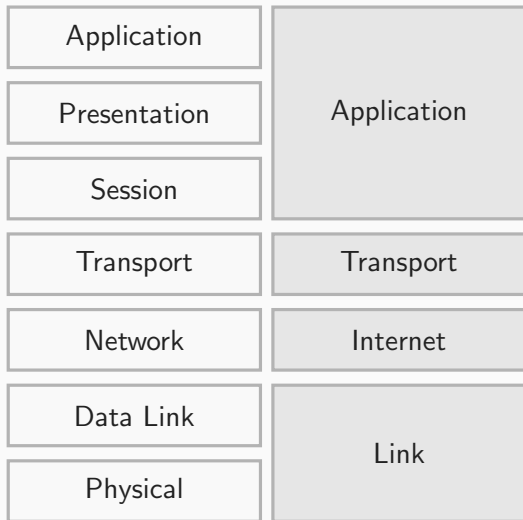 Application
Presentation
Session
Transport
Network
Data Link
Physical
Application
Transport
Internet
Link